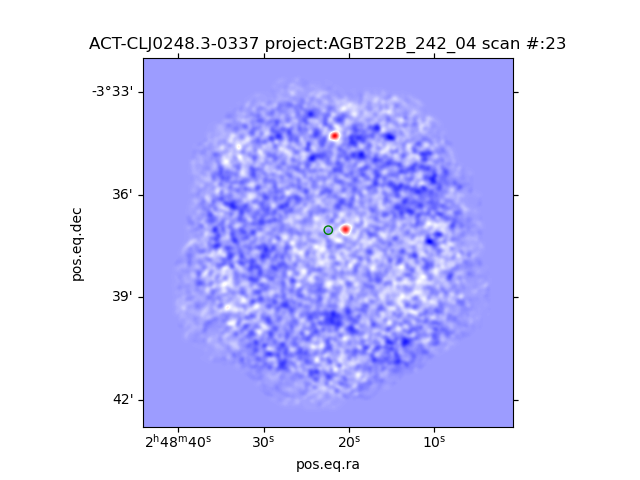 ACT-CLJ0248.3-0337 project:AGBT22B_242_04 scan #:23
-3°33'
36'
39'
42'
pos.eq.dec
2ʰ48ᵐ40ˢ 30ˢ 20ˢ 10ˢ
pos.eq.ra